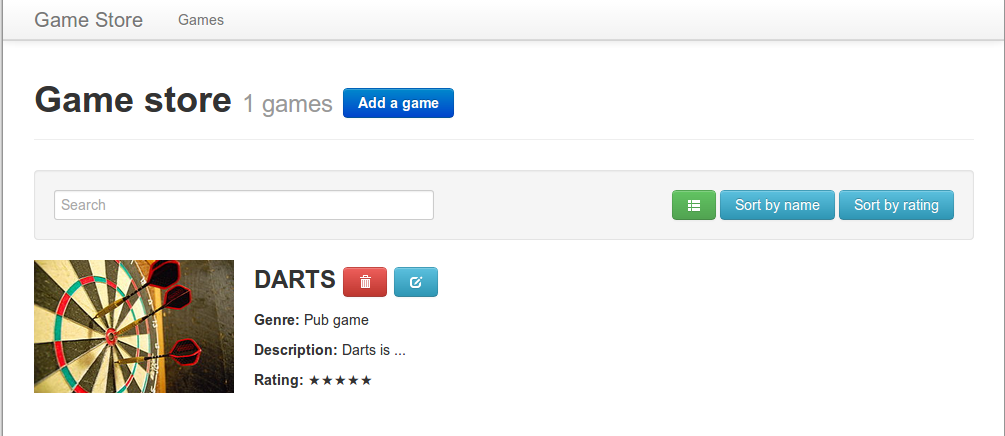 Game Store Games
Game store 1 games Add a game
Search Sort by name Sort by rating
DARTS
Genre: Pub game
Description: Darts is ...
Rating: ★★★★★